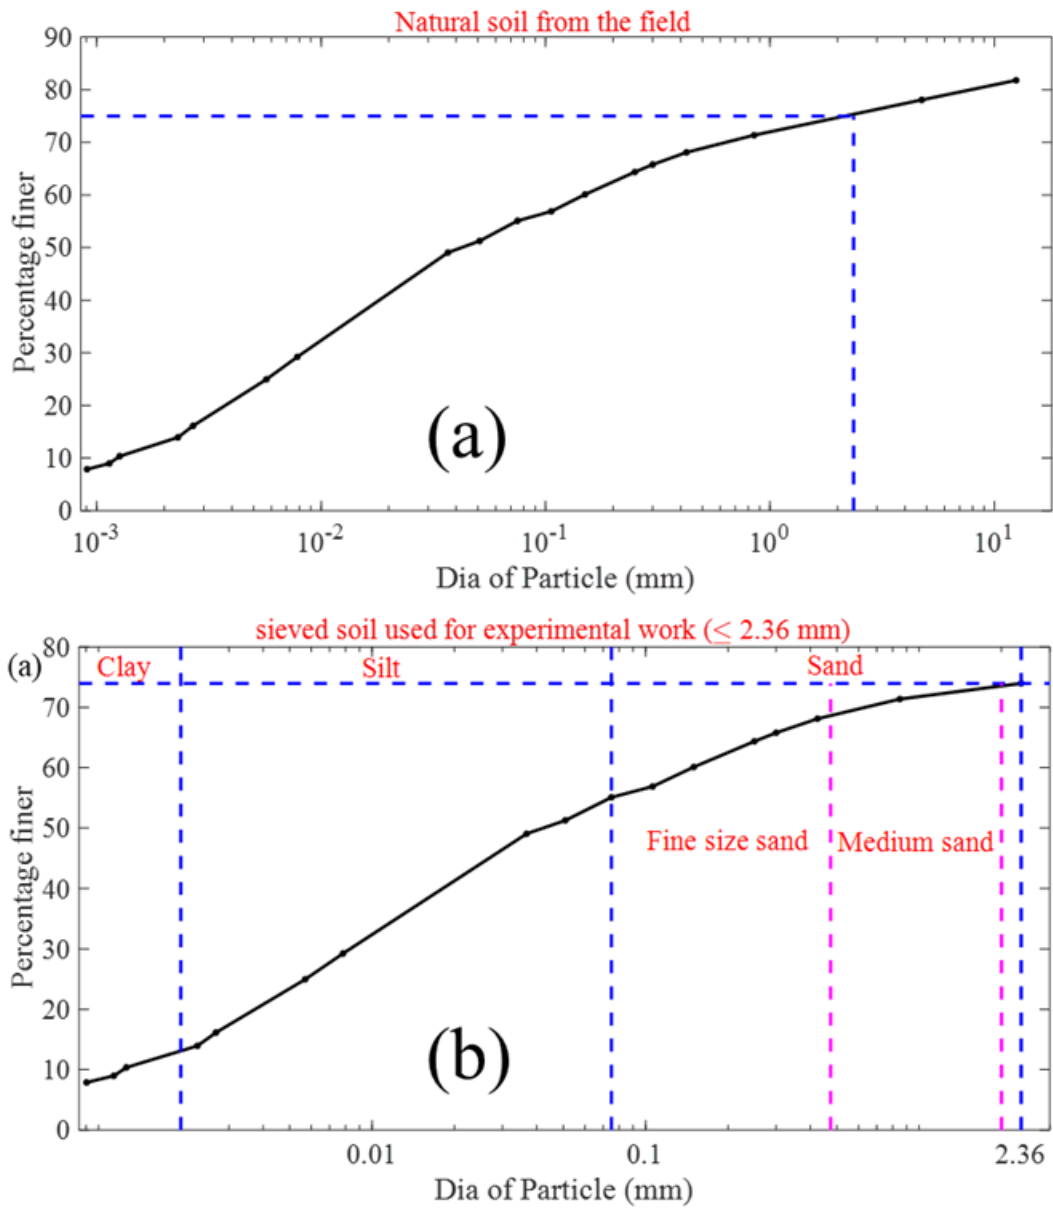 Natural soil from the field
90
80
70
60
50
40
30
20
10
0
Percentage finer
(a)
10-3
10-2
10-1
100
101
Dia of Particle (mm)
sieved soil used for experimental work (≤ 2.36 mm)
(a)
80
70
60
50
40
30
20
10
0
Percentage finer
Clay
Silt
Sand
Fine size sand
Medium sand
(b)
0.01
0.1
2.36
Dia of Particle (mm)